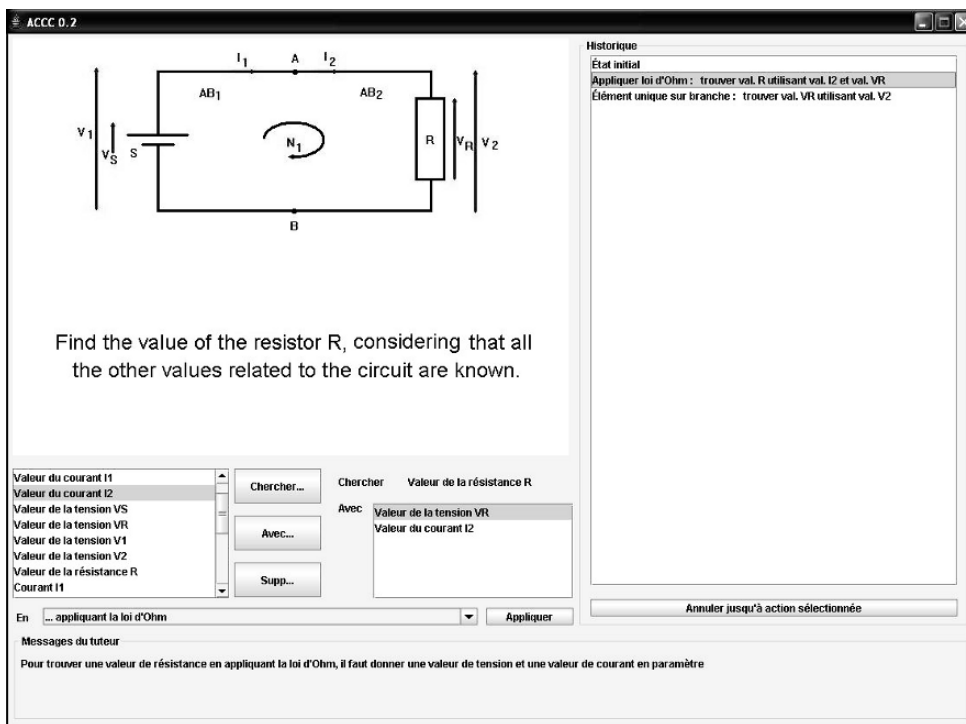 ACCC 0.2
I1 A I2
AB1 AB2
V1 VS S N1 R VR V2
B
Find the value of the resistor R, considering that all
the other values related to the circuit are known.
Historique
État initial
Appliquer loi d'Ohm : trouver val. R utilisant val. I2 et val. VR
Élément unique sur branche : trouver val. VR utilisant val. V2
Valeur du courant I1
Valeur du courant I2
Valeur de la tension VS
Valeur de la tension VR
Valeur de la tension V1
Valeur de la tension V2
Valeur de la résistance R
Courant I1
Chercher...
Avec...
Supp...
Chercher Valeur de la résistance R
Avec
Valeur de la tension VR
Valeur du courant I2
En ... appliquant la loi d'Ohm Appliquer
Annuler jusqu'à action sélectionnée
Messages du tuteur
Pour trouver une valeur de résistance en appliquant la loi d'Ohm, il faut donner une valeur de tension et une valeur de courant en paramètre